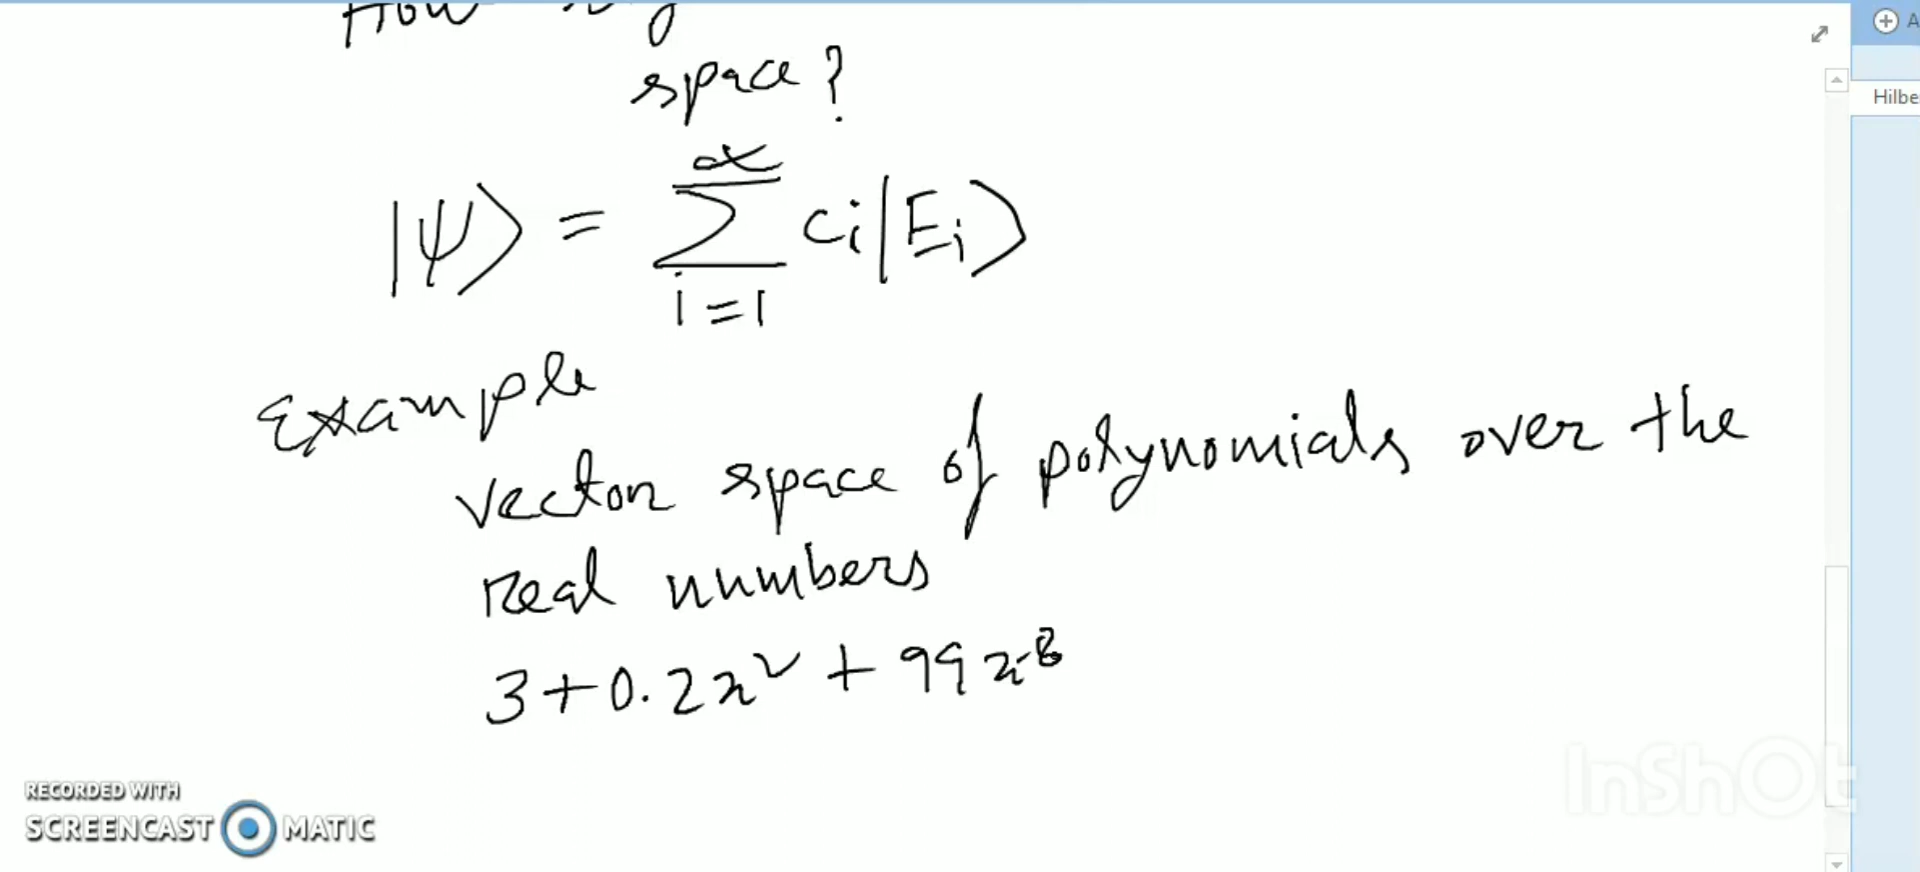 How
space?
∝
|ψ⟩ = ∑ ci|Ei⟩
i=1
Example
vector space of polynomials over the
real numbers
3+0.2x² + 99x⁸
RECORDED WITH
SCREENCAST MATIC
InShOt
A
Hilbe